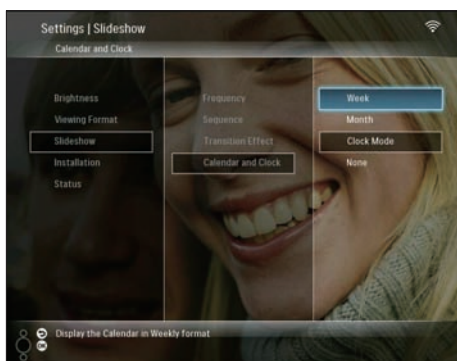 Settings | Slideshow
Calendar and Clock
Brightness
Viewing Format
Slideshow
Installation
Status
Frequency
Sequence
Transition Effect
Calendar and Clock
Week
Month
Clock Mode
None
Display the Calendar in Weekly format
OK